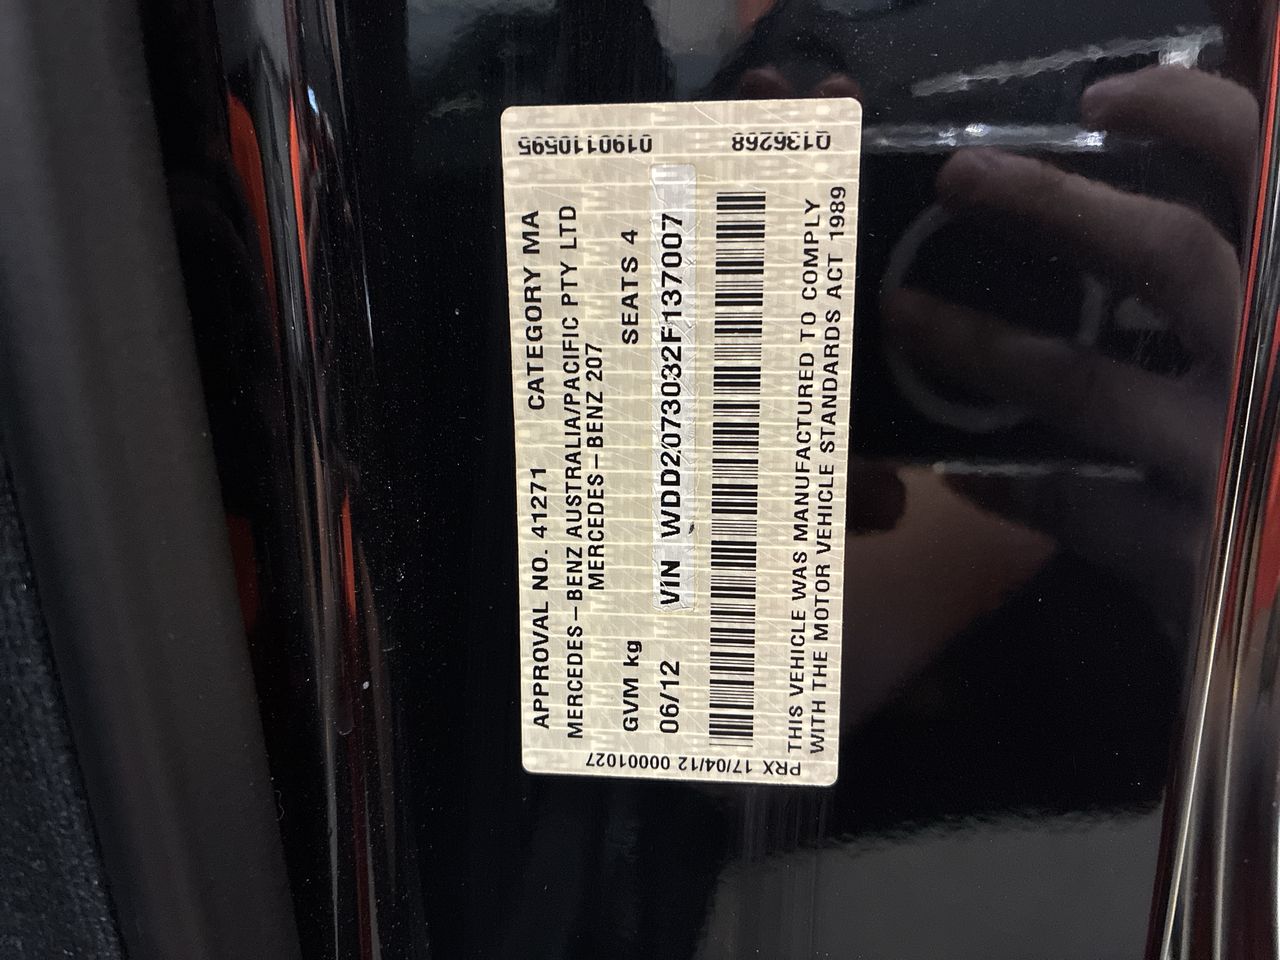 APPROVAL NO. 41271 CATEGORY MA
MERCEDES-BENZ AUSTRALIA/PACIFIC PTY LTD
MERCEDES-BENZ 207
GVM kg SEATS 4
06/12 VIN WDD2073032F137007
THIS VEHICLE WAS MANUFACTURED TO COMPLY
WITH THE MOTOR VEHICLE STANDARDS ACT 1989
PRX 17/04/12 00001027
0190110595 Q136268